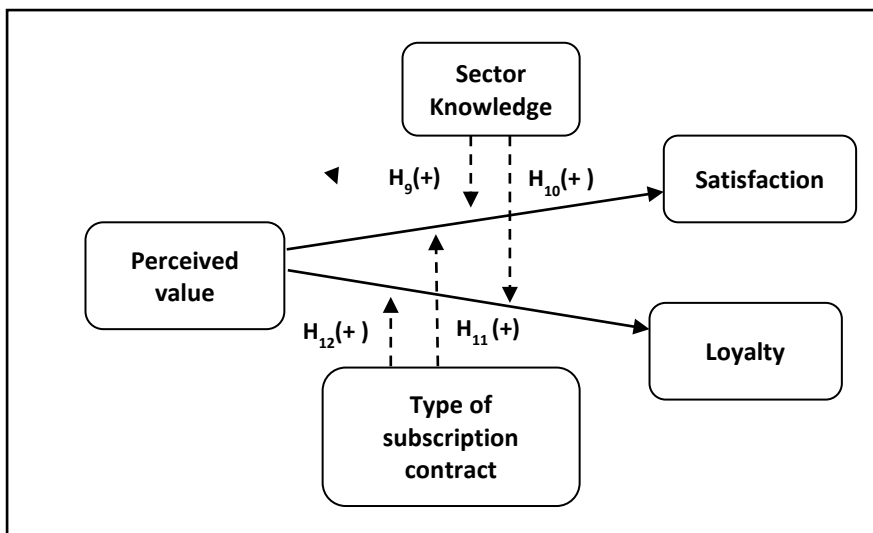 Sector
Knowledge
H9(+)
H10(+ )
Satisfaction
Perceived
value
H12(+ )
H11 (+)
Loyalty
Type of
subscription
contract